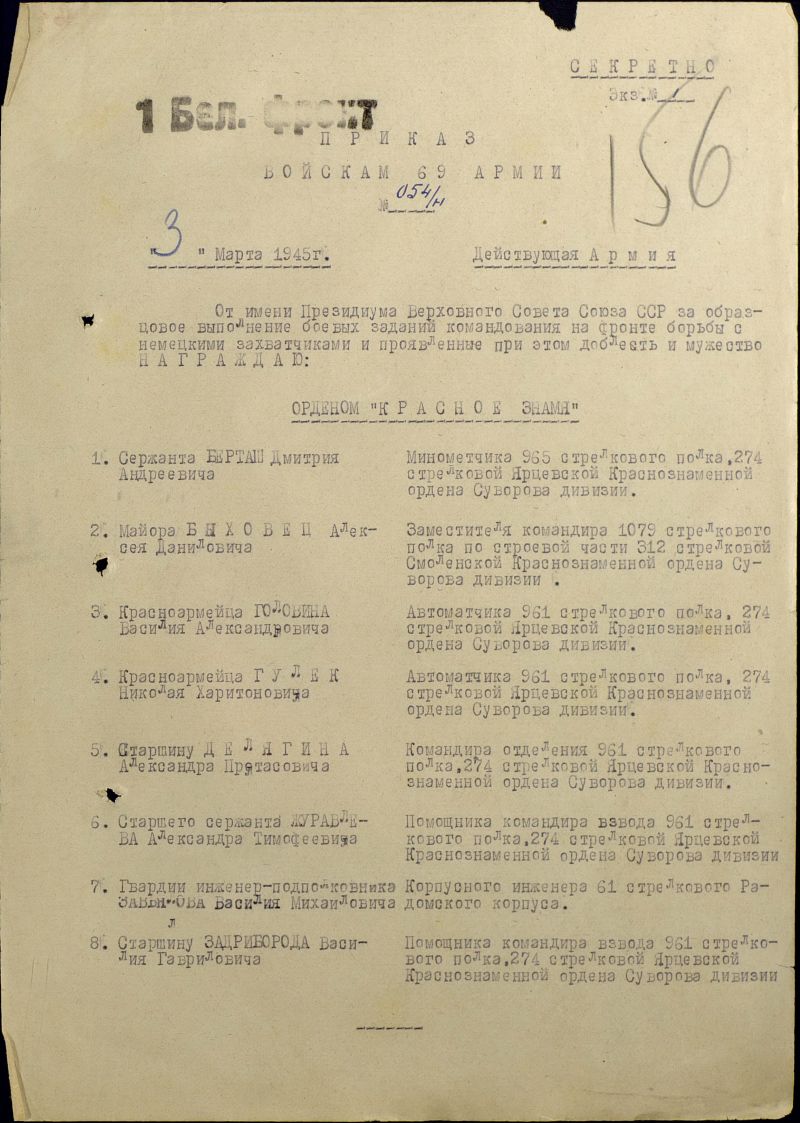 СЕКРЕТНО
Экз.№ 1
156
1 Бел. фронт
ПРИКАЗ
ВОЙСКАМ 69 АРМИИ
№ 054/н
"3" Марта 1945г. Действующая Армия
От имени Президиума Верховного Совета Союза ССР за образ-
цовое выполнение боевых заданий командования на фронте борьбы с
немецкими захватчиками и проявленные при этом доблесть и мужество
НАГРАЖДАЮ:
ОРДЕНОМ "КРАСНОЕ ЗНАМЯ"
1. Сержанта БЕРТАШ Дмитрия
Андреевича
Минометчика 965 стрелкового полка,274
стрелковой Ярцевской Краснознаменной
ордена Суворова дивизии.
2. Майора БЫХОВЕЦ Алек-
сея Даниловича
Заместителя командира 1079 стрелкового
полка по строевой части 312 стрелковой
Смоленской Краснознаменной ордена Су-
ворова дивизии .
3. Красноармейца ГОЛОВИНА
Василия Александровича
Автоматчика 961 стрелкового полка, 274
стрелковой Ярцевской Краснознаменной
ордена Суворова дивизии.
4. Красноармейца ГУЛЕК
Николая Харитоновича
Автоматчика 961 стрелкового полка, 274
стрелковой Ярцевской Краснознаменной
ордена Суворова дивизии.
5. Старшину ДЕЛЯГИНА
Александра Протасовича
Командира отделения 961 стрелкового
полка,274 стрелковой Ярцевской Красно-
знаменной ордена Суворова дивизии.
6. Старшего сержанта ЖУРАВЛЕ-
ВА Александра Тимофеевича
Помощника командира взвода 961 стрел-
кового полка,274 стрелковой Ярцевской
Краснознаменной ордена Суворова дивизии
7. Гвардии инженер-подполковника
Василия Михайловича
Корпусного инженера 61 стрелкового Ра-
домского корпуса.
л
8. Старшину ЗАДРИБОРОДА Васи-
лия Гавриловича
Помощника командира взвода 961 стрелко-
вого полка,274 стрелковой Ярцевской
Краснознаменной ордена Суворова дивизии